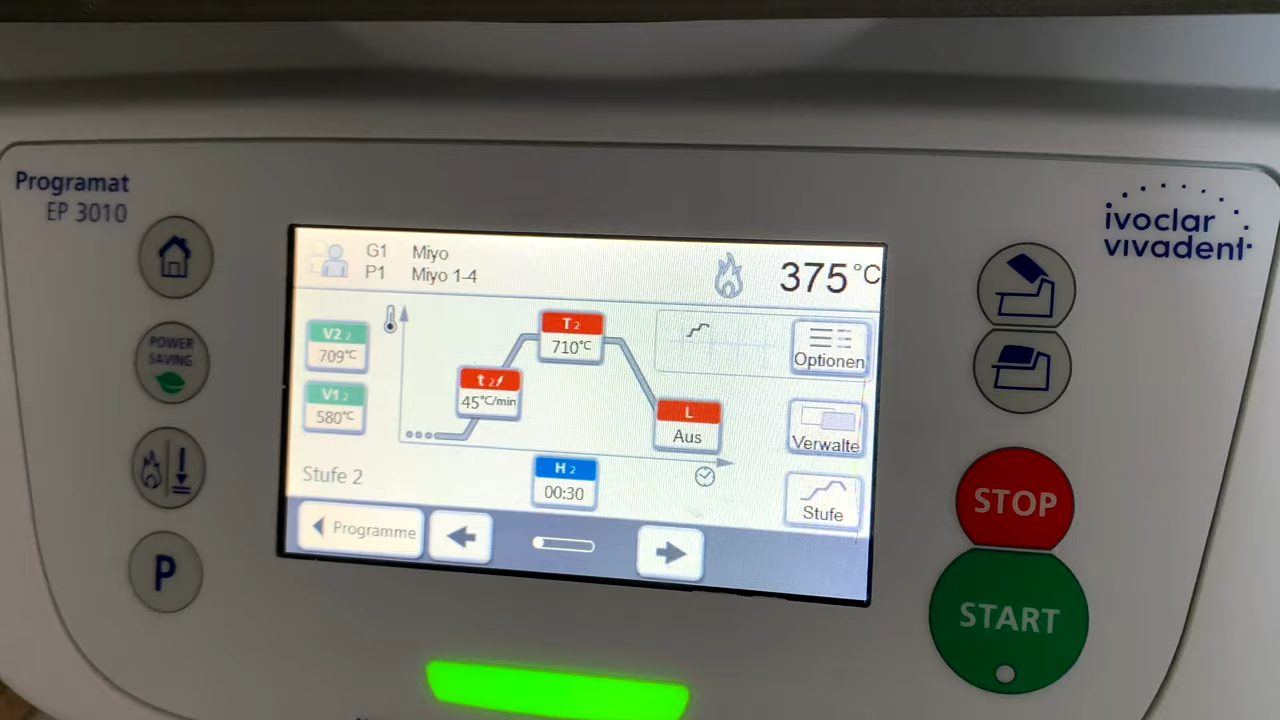 Programat
EP 3010
ivoclar
vivadent
POWER
SAVING
P
G1 Miyo
P1 Miyo 1-4
375°C
V2 2
709°C
V1 2
580°C
T 2
710°C
t 2
45°C/min
L
Aus
H 2
00:30
Stufe 2
Optionen
Verwalte
Stufe
Programme
STOP
START